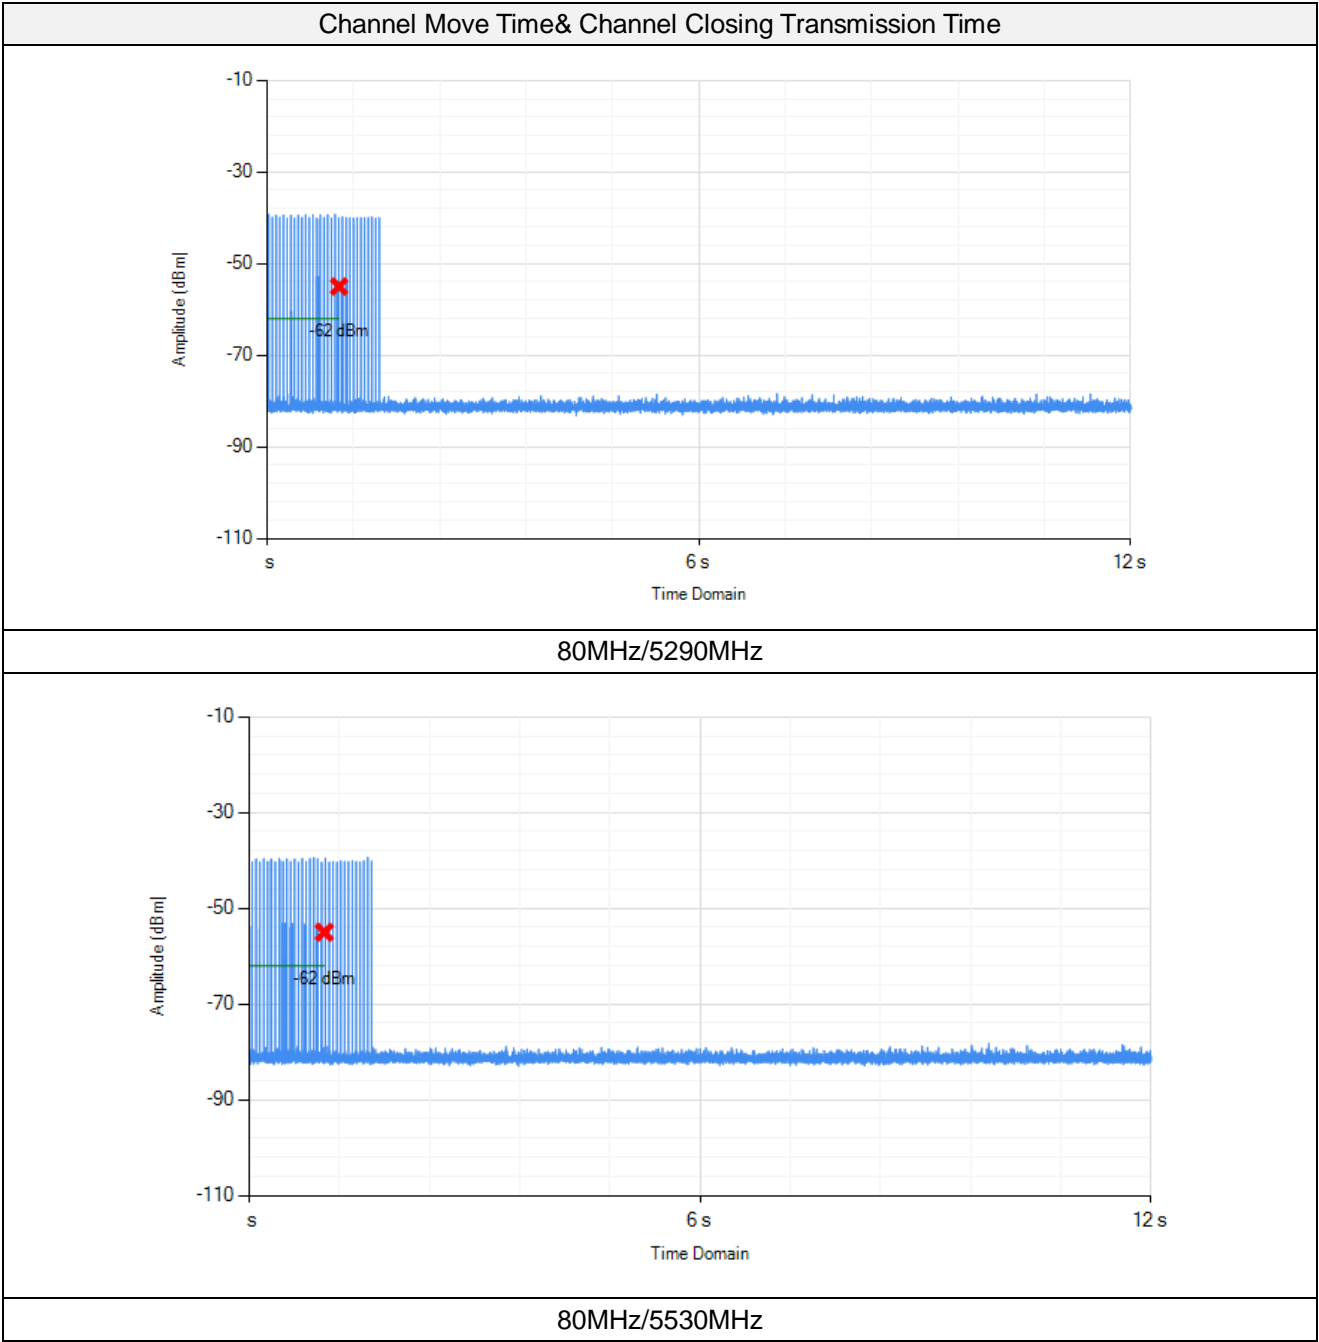 Channel Move Time& Channel Closing Transmission Time
-10
-30
-50
-70
-90
-110
Amplitude [dBm]
-62 dBm
s
6 s
12 s
Time Domain
80MHz/5290MHz
-10
-30
-50
-70
-90
-110
Amplitude [dBm]
-62 dBm
s
6 s
12 s
Time Domain
80MHz/5530MHz